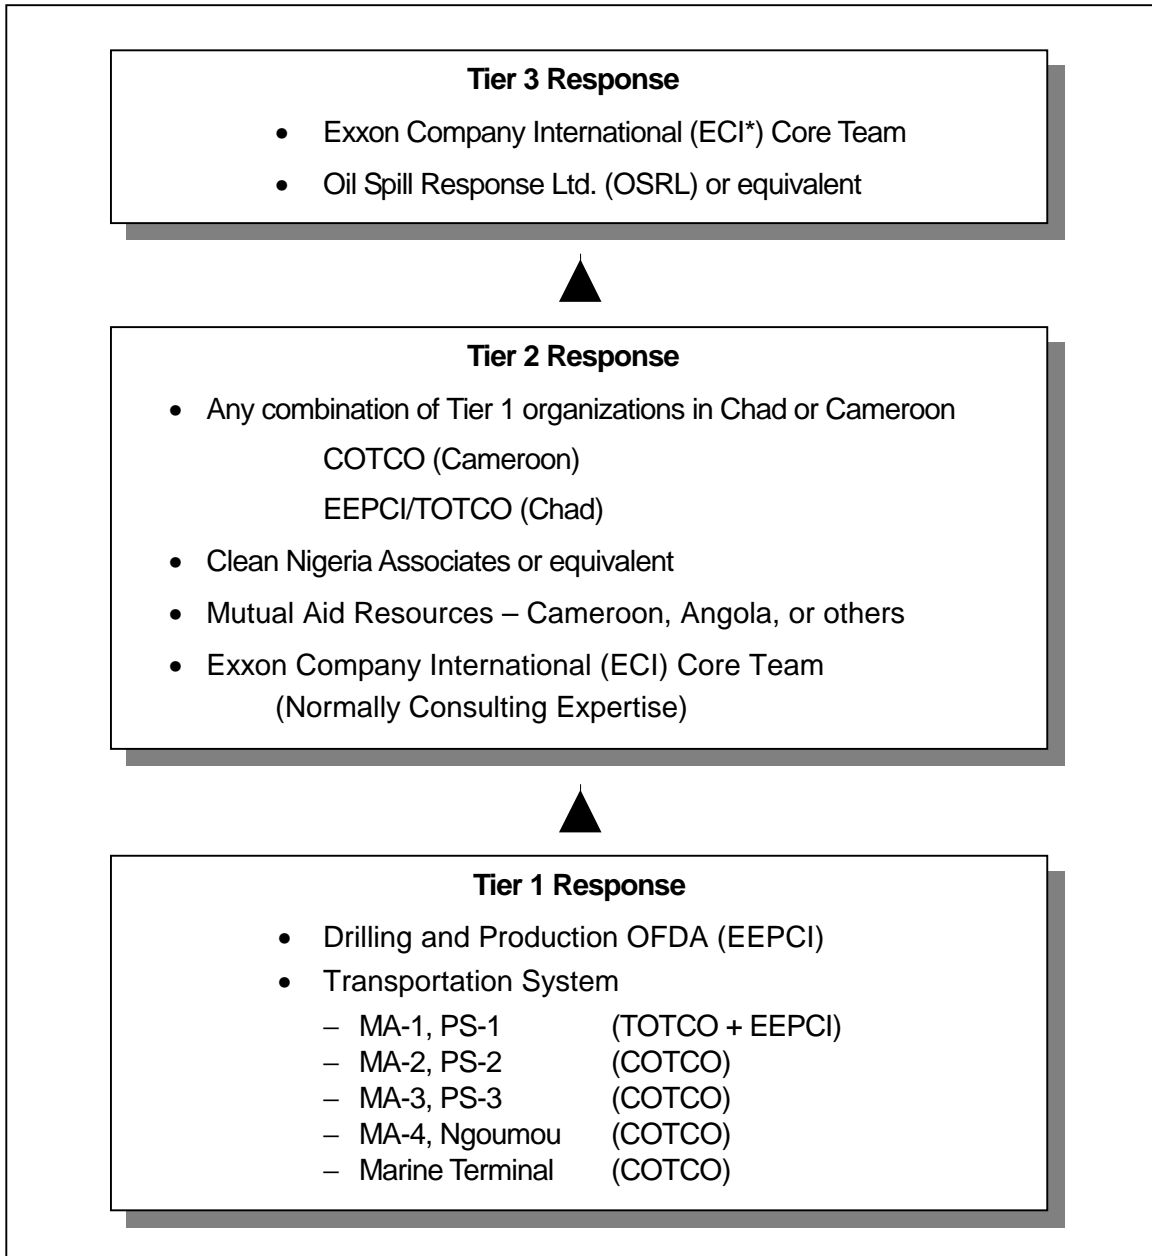 Tier 3 Response
• Exxon Company International (ECI*) Core Team
• Oil Spill Response Ltd. (OSRL) or equivalent
Tier 2 Response
• Any combination of Tier 1 organizations in Chad or Cameroon
COTCO (Cameroon)
EEPCI/TOTCO (Chad)
• Clean Nigeria Associates or equivalent
• Mutual Aid Resources – Cameroon, Angola, or others
• Exxon Company International (ECI) Core Team
(Normally Consulting Expertise)
Tier 1 Response
• Drilling and Production OFDA (EEPCI)
• Transportation System
– MA-1, PS-1 (TOTCO + EEPCI)
– MA-2, PS-2 (COTCO)
– MA-3, PS-3 (COTCO)
– MA-4, Ngoumou (COTCO)
– Marine Terminal (COTCO)